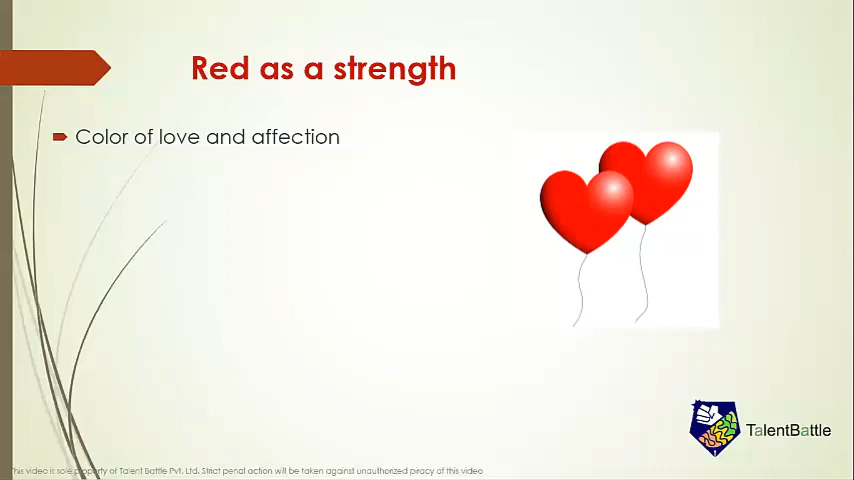 Red as a strength
Color of love and affection
TalentBattle
This video is sole property of Talent Battle Pvt. Ltd. Strict penal action will be taken against unauthorized piracy of this video